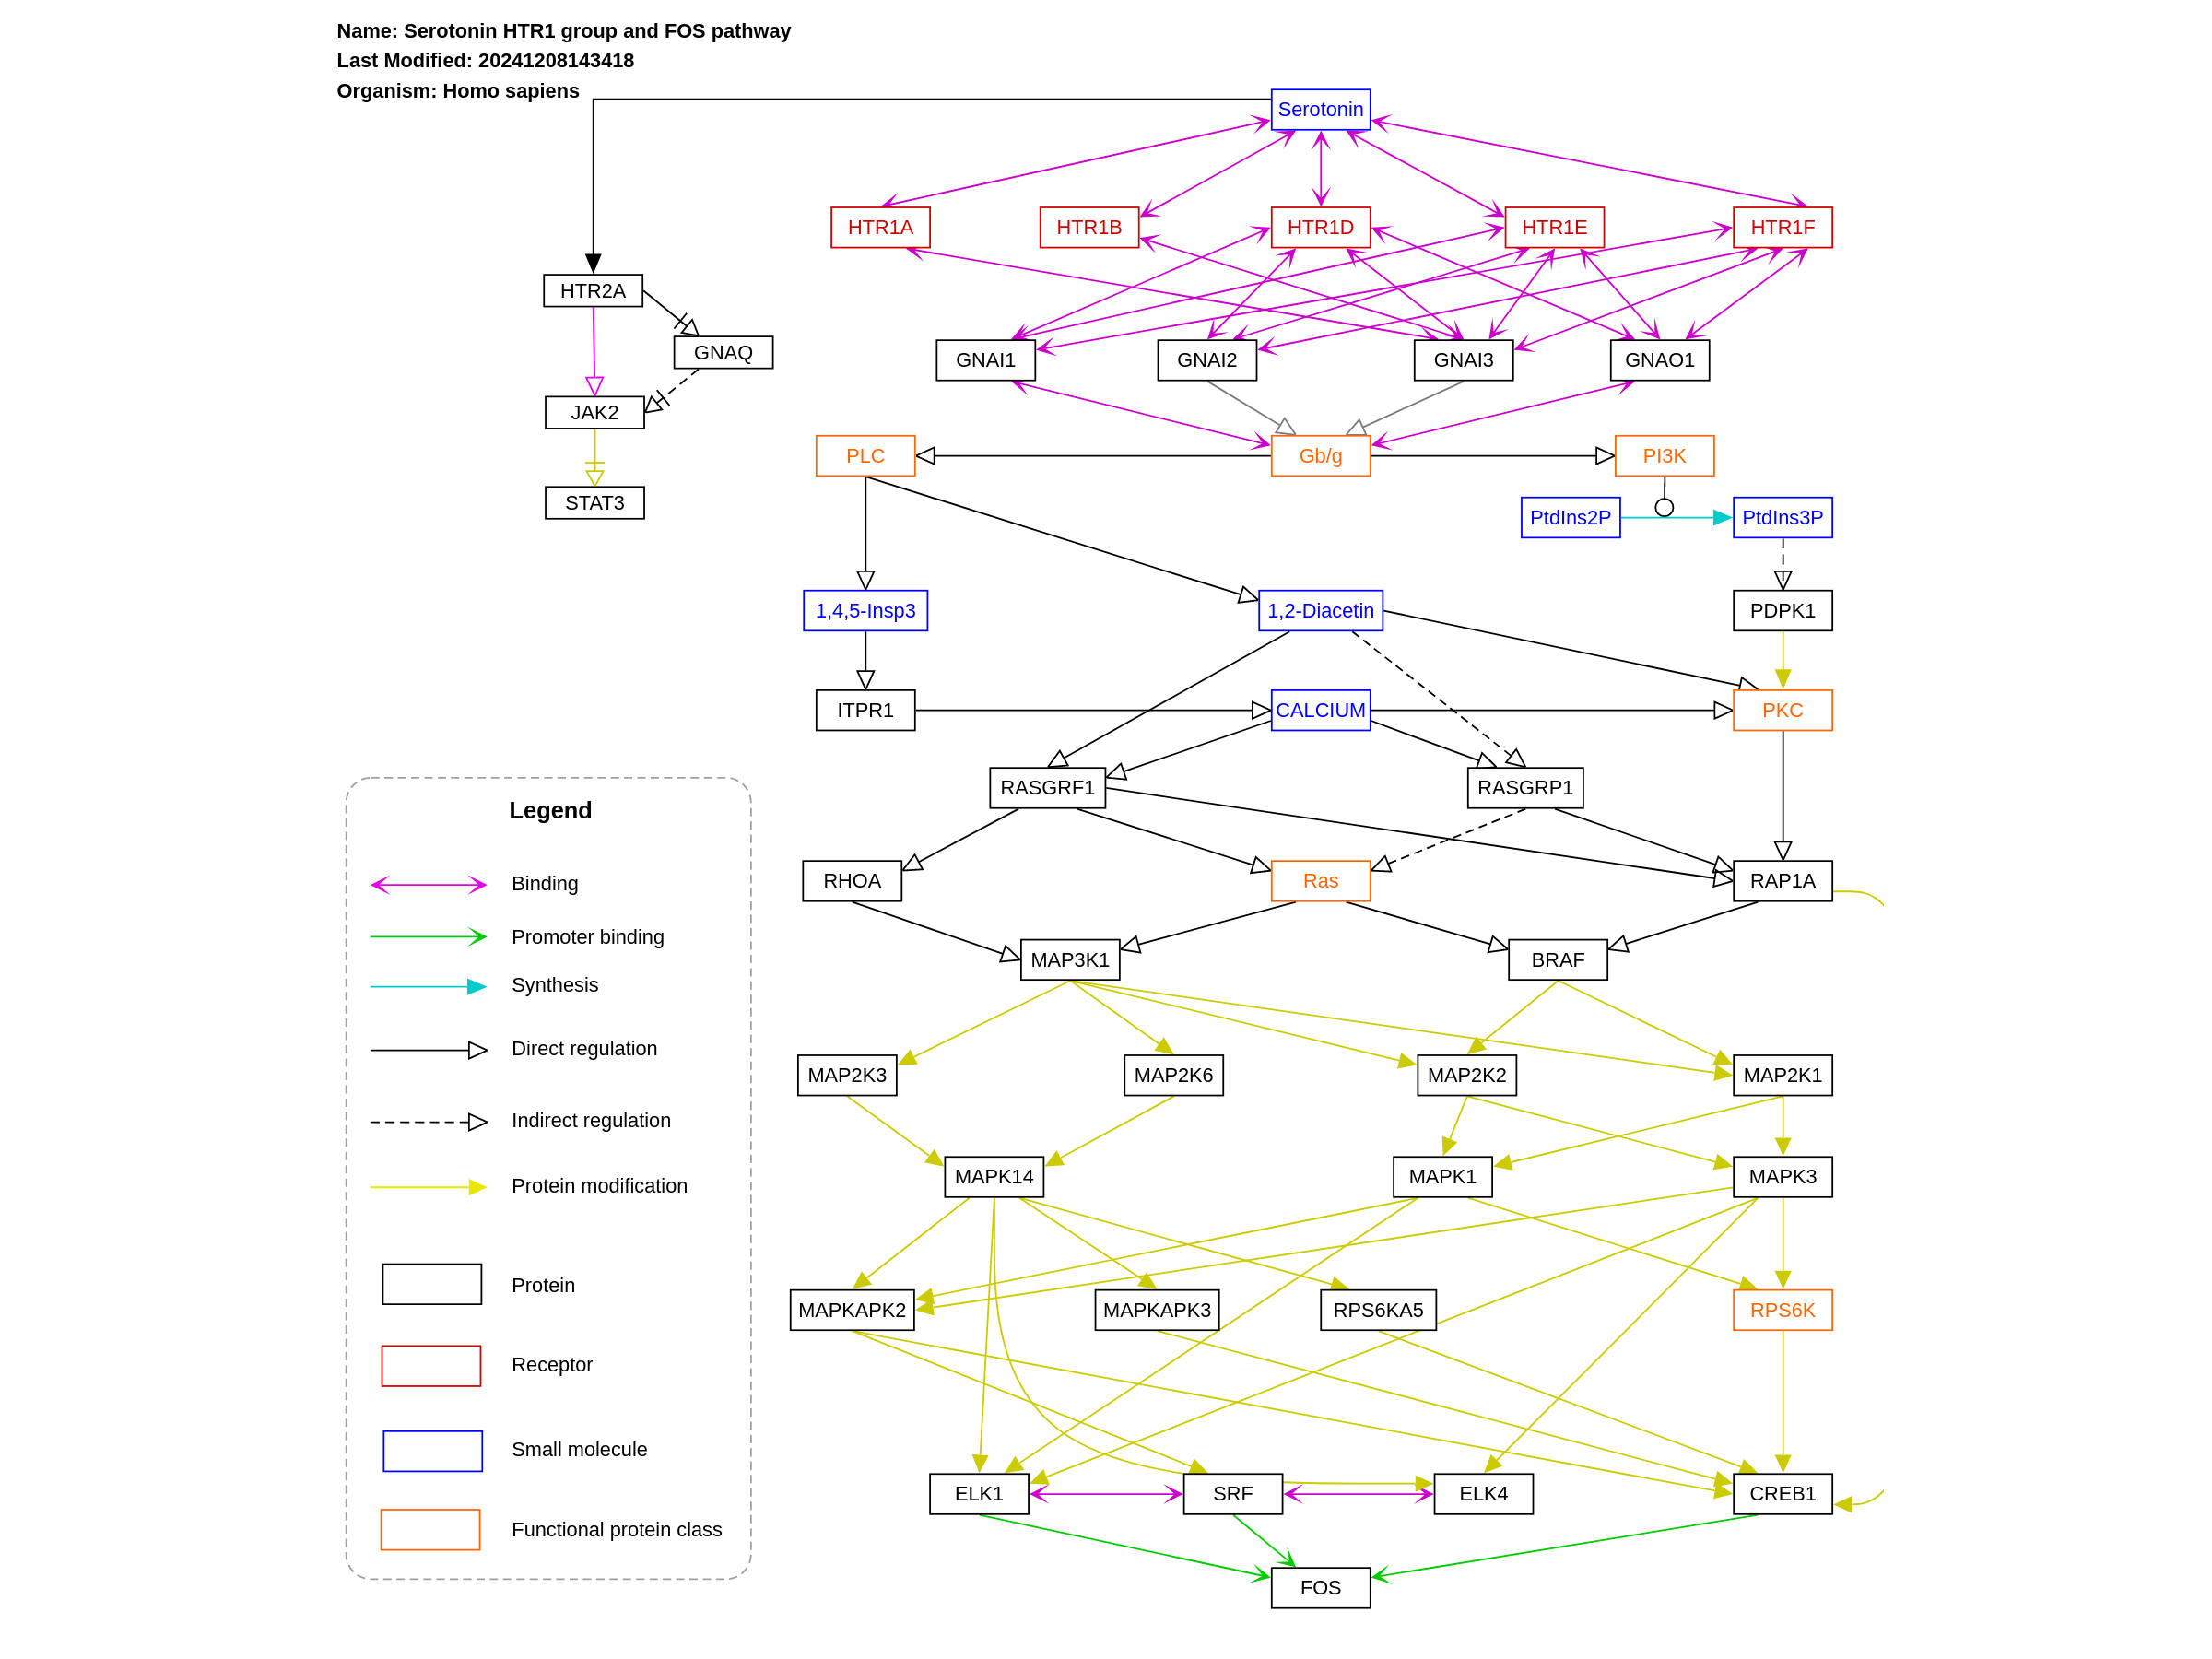 Name: Serotonin HTR1 group and FOS pathway
Last Modified: 20241208143418
Organism: Homo sapiens
Serotonin
HTR1A HTR1B HTR1D HTR1E HTR1F
HTR2A
GNAQ
GNAI1 GNAI2 GNAI3 GNAO1
JAK2
PLC Gb/g PI3K
STAT3
PtdIns2P PtdIns3P
1,4,5-Insp3 1,2-Diacetin PDPK1
ITPR1 CALCIUM PKC
RASGRF1 RASGRP1
RHOA Ras RAP1A
MAP3K1 BRAF
MAP2K3 MAP2K6 MAP2K2 MAP2K1
MAPK14 MAPK1 MAPK3
MAPKAPK2 MAPKAPK3 RPS6KA5 RPS6K
ELK1 SRF ELK4 CREB1
FOS
Legend
Binding
Promoter binding
Synthesis
Direct regulation
Indirect regulation
Protein modification
Protein
Receptor
Small molecule
Functional protein class